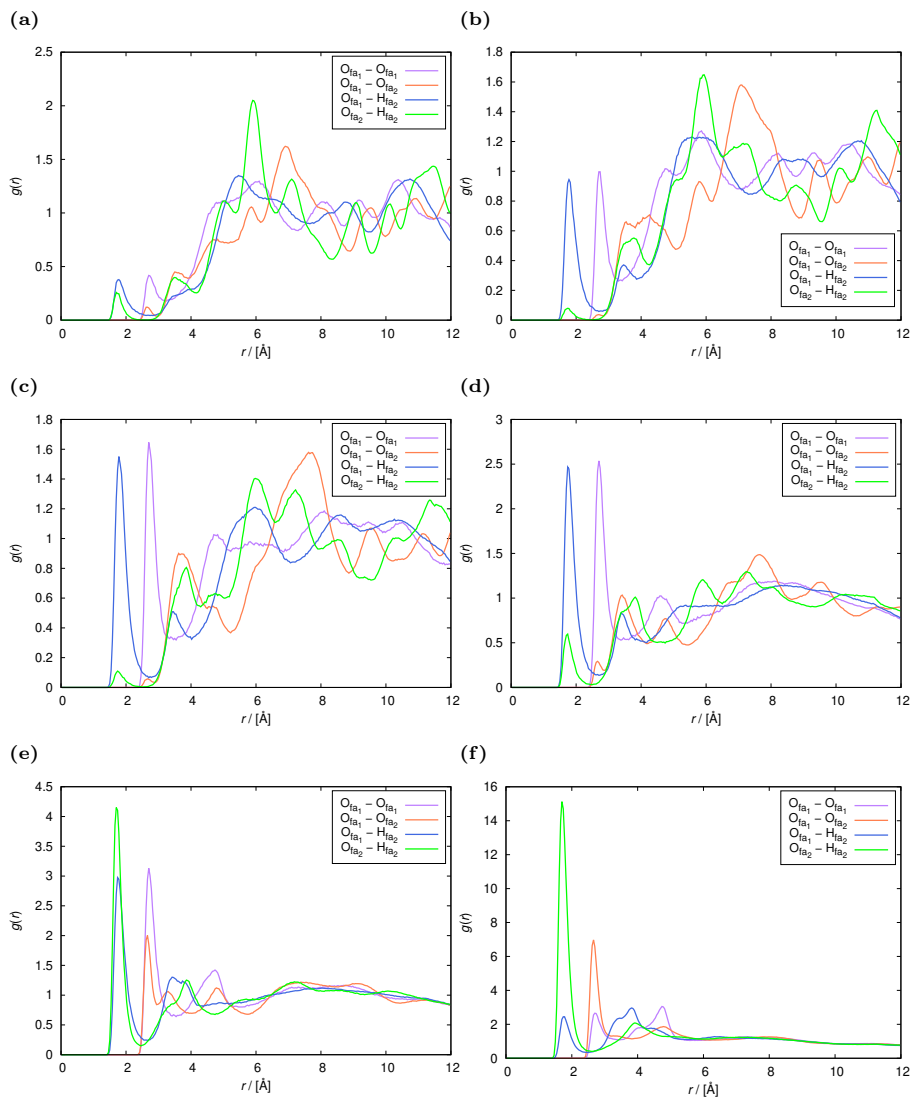 (a)
2.5
2
1.5
1
0.5
0
0 2 4 6 8 10 12
g(r)
r / [Å]
O_fa₁ – O_fa₁
O_fa₁ – O_fa₂
O_fa₁ – H_fa₂
O_fa₂ – H_fa₂
(b)
1.8
1.6
1.4
1.2
1
0.8
0.6
0.4
0.2
0
0 2 4 6 8 10 12
g(r)
r / [Å]
O_fa₁ – O_fa₁
O_fa₁ – O_fa₂
O_fa₁ – H_fa₂
O_fa₂ – H_fa₂
(c)
1.8
1.6
1.4
1.2
1
0.8
0.6
0.4
0.2
0
0 2 4 6 8 10 12
g(r)
r / [Å]
O_fa₁ – O_fa₁
O_fa₁ – O_fa₂
O_fa₁ – H_fa₂
O_fa₂ – H_fa₂
(d)
3
2.5
2
1.5
1
0.5
0
0 2 4 6 8 10 12
g(r)
r / [Å]
O_fa₁ – O_fa₁
O_fa₁ – O_fa₂
O_fa₁ – H_fa₂
O_fa₂ – H_fa₂
(e)
4.5
4
3.5
3
2.5
2
1.5
1
0.5
0
0 2 4 6 8 10 12
g(r)
r / [Å]
O_fa₁ – O_fa₁
O_fa₁ – O_fa₂
O_fa₁ – H_fa₂
O_fa₂ – H_fa₂
(f)
16
14
12
10
8
6
4
2
0
0 2 4 6 8 10 12
g(r)
r / [Å]
O_fa₁ – O_fa₁
O_fa₁ – O_fa₂
O_fa₁ – H_fa₂
O_fa₂ – H_fa₂